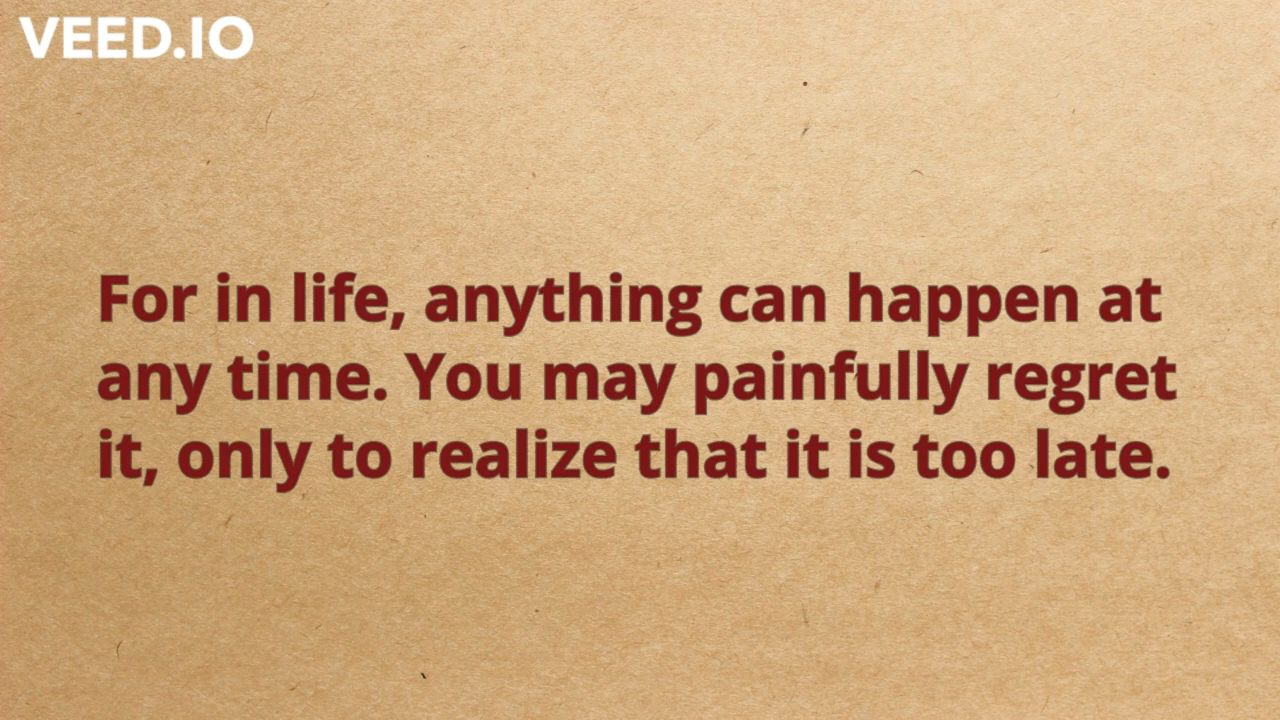 VEED.IO
For in life, anything can happen at
any time. You may painfully regret
it, only to realize that it is too late.